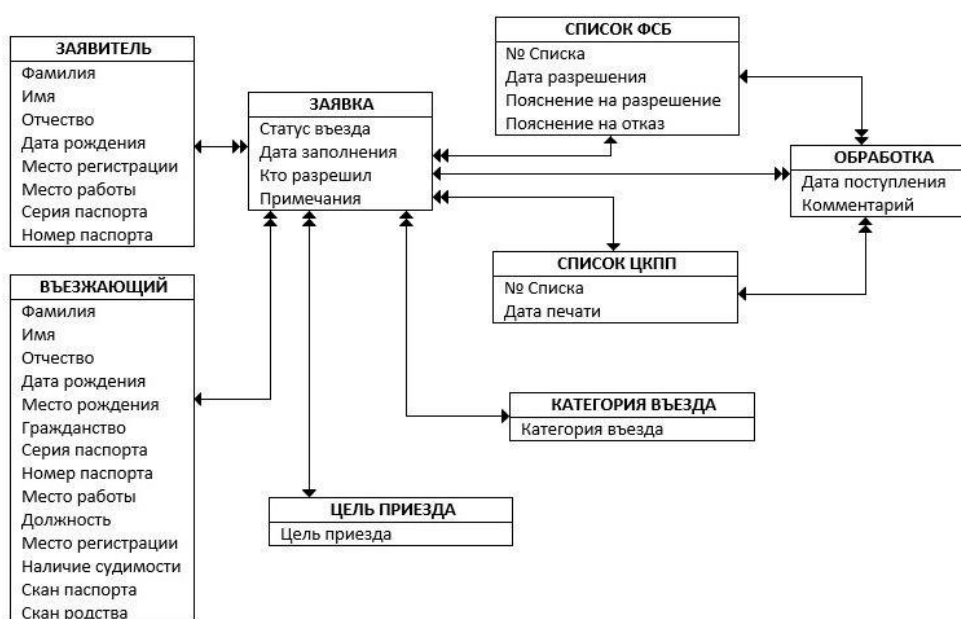 ЗАЯВИТЕЛЬ
Фамилия
Имя
Отчество
Дата рождения
Место регистрации
Место работы
Серия паспорта
Номер паспорта
ВЪЕЗЖАЮЩИЙ
Фамилия
Имя
Отчество
Дата рождения
Место рождения
Гражданство
Серия паспорта
Номер паспорта
Место работы
Должность
Место регистрации
Наличие судимости
Скан паспорта
Скан родства
ЗАЯВКА
Статус въезда
Дата заполнения
Кто разрешил
Примечания
ЦЕЛЬ ПРИЕЗДА
Цель приезда
СПИСОК ФСБ
№ Списка
Дата разрешения
Пояснение на разрешение
Пояснение на отказ
СПИСОК ЦКПП
№ Списка
Дата печати
КАТЕГОРИЯ ВЪЕЗДА
Категория въезда
ОБРАБОТКА
Дата поступления
Комментарий